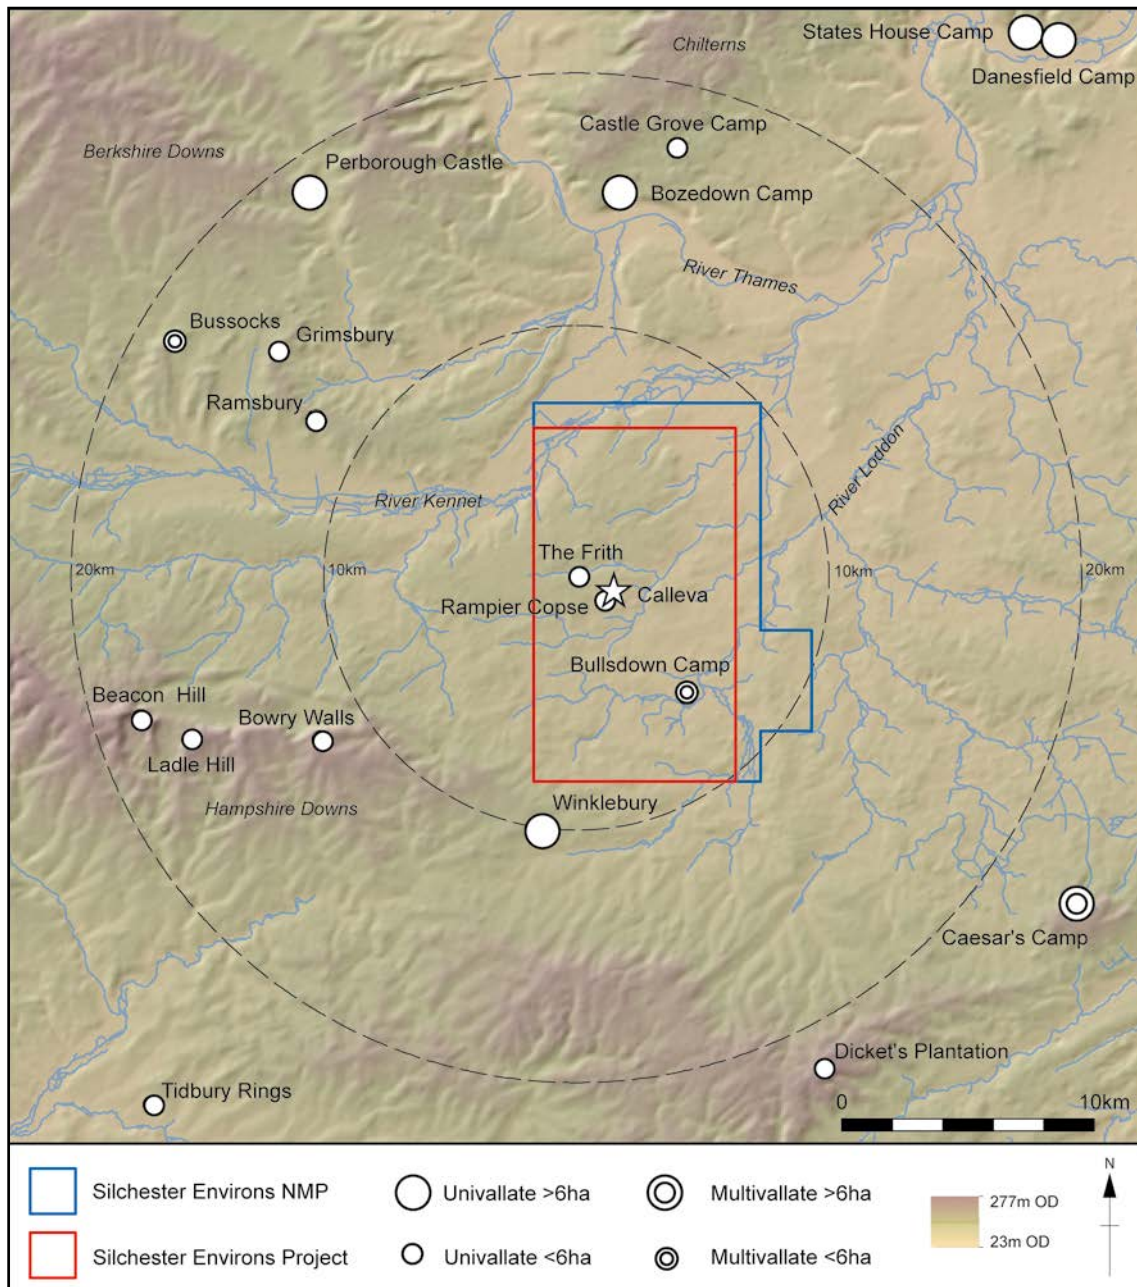 States House Camp
Chilterns
Danesfield Camp
Castle Grove Camp
Berkshire Downs
Perborough Castle
Bozedown Camp
River Thames
Bussocks
Grimsbury
Ramsbury
River Loddon
River Kennet
The Frith
20km
10km
10km
20km
Calleva
Rampier Copse
Bullsdown Camp
Beacon Hill
Bowry Walls
Ladle Hill
Hampshire Downs
Winklebury
Caesar's Camp
Dicket's Plantation
Tidbury Rings
0
10km
N
Silchester Environs NMP
Univallate >6ha
Multivallate >6ha
277m OD
Silchester Environs Project
Univallate <6ha
Multivallate <6ha
23m OD